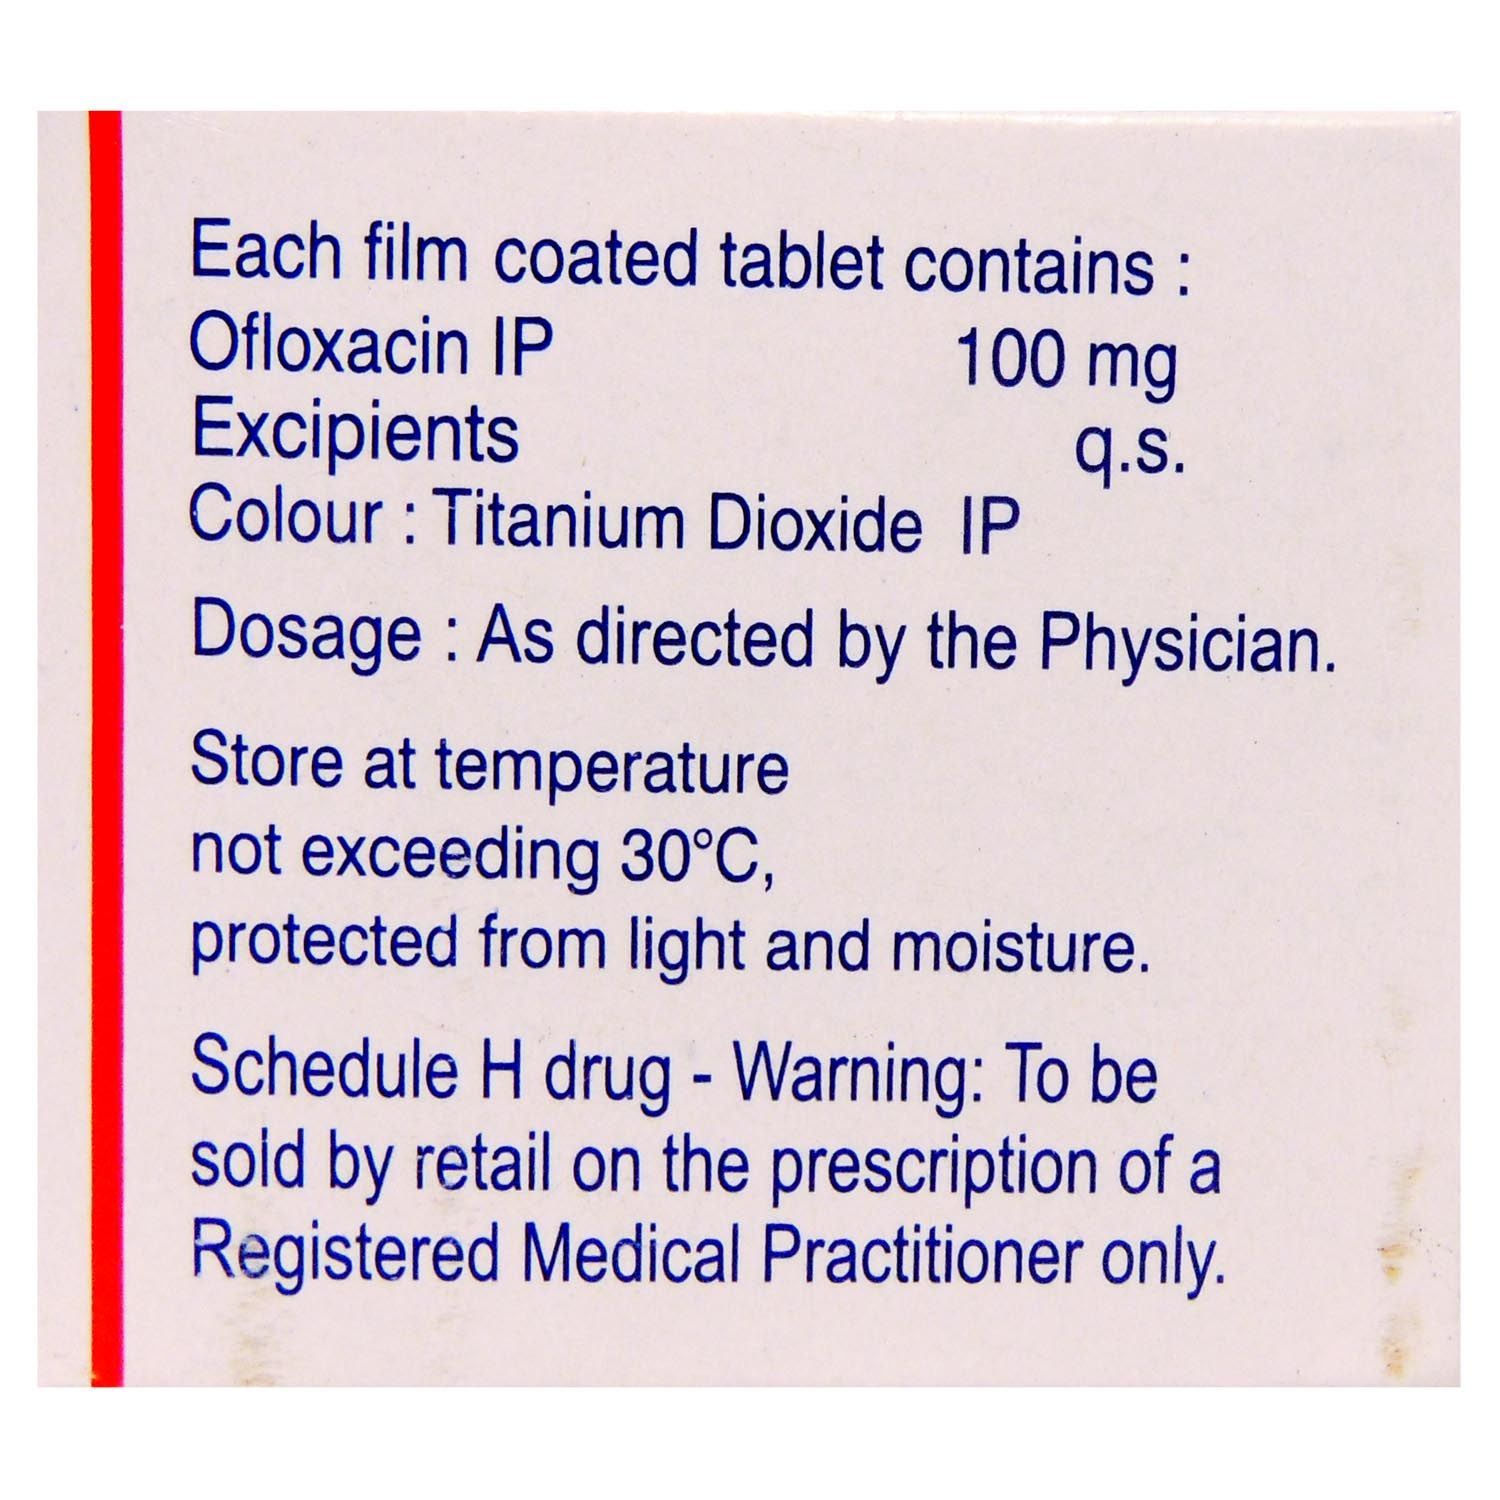 Each film coated tablet contains :
Ofloxacin IP 100 mg
Excipients q.s.
Colour : Titanium Dioxide IP
Dosage : As directed by the Physician.
Store at temperature
not exceeding 30°C,
protected from light and moisture.
Schedule H drug - Warning: To be
sold by retail on the prescription of a
Registered Medical Practitioner only.